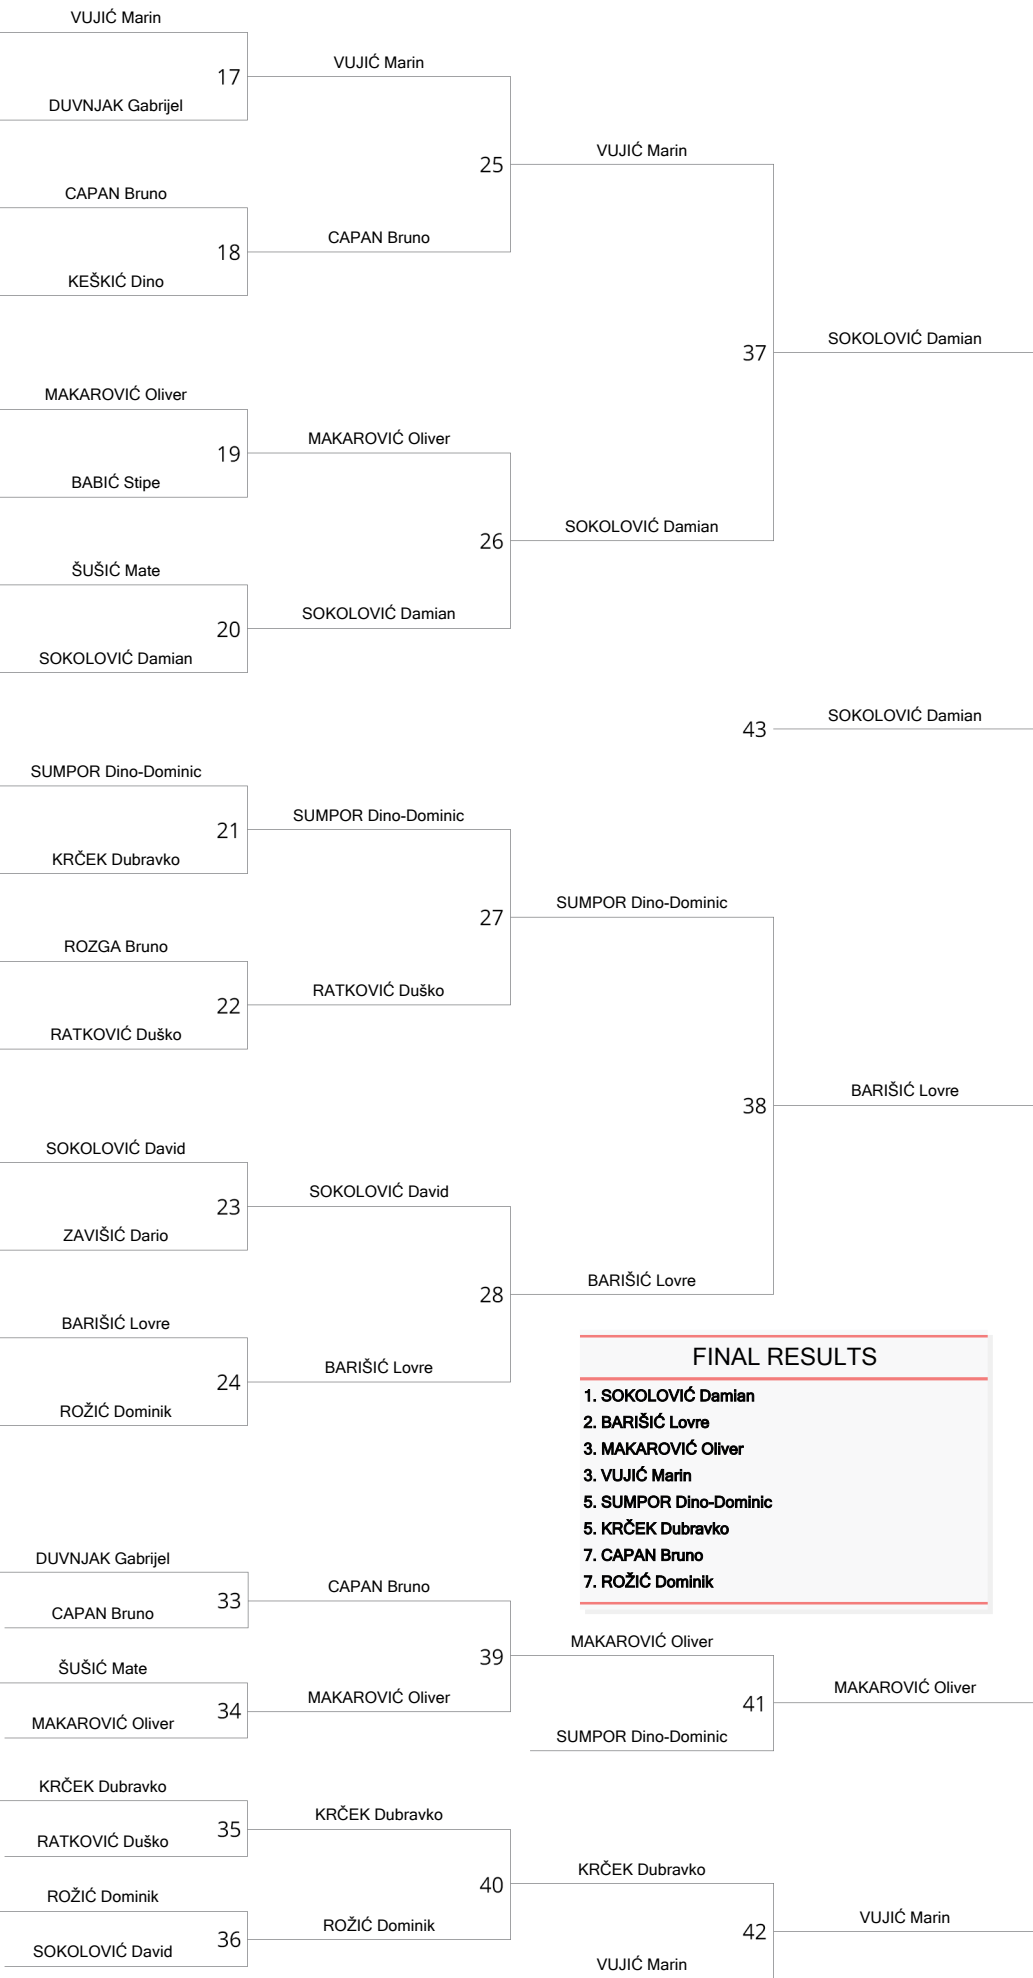 VUJIĆ Marin
17
VUJIĆ Marin
DUVNJAK Gabrijel
25
VUJIĆ Marin
CAPAN Bruno
18
CAPAN Bruno
KEŠKIĆ Dino
37
SOKOLOVIĆ Damian
MAKAROVIĆ Oliver
19
MAKAROVIĆ Oliver
BABIĆ Stipe
26
SOKOLOVIĆ Damian
ŠUŠIĆ Mate
20
SOKOLOVIĆ Damian
SOKOLOVIĆ Damian
43
SOKOLOVIĆ Damian
SUMPOR Dino-Dominic
21
SUMPOR Dino-Dominic
KRČEK Dubravko
27
SUMPOR Dino-Dominic
ROZGA Bruno
22
RATKOVIĆ Duško
RATKOVIĆ Duško
38
BARIŠIĆ Lovre
SOKOLOVIĆ David
23
SOKOLOVIĆ David
ZAVIŠIĆ Dario
28
BARIŠIĆ Lovre
BARIŠIĆ Lovre
24
BARIŠIĆ Lovre
ROŽIĆ Dominik
FINAL RESULTS
1. SOKOLOVIĆ Damian
2. BARIŠIĆ Lovre
3. MAKAROVIĆ Oliver
3. VUJIĆ Marin
5. SUMPOR Dino-Dominic
5. KRČEK Dubravko
7. CAPAN Bruno
7. ROŽIĆ Dominik
DUVNJAK Gabrijel
33
CAPAN Bruno
CAPAN Bruno
39
MAKAROVIĆ Oliver
ŠUŠIĆ Mate
34
MAKAROVIĆ Oliver
MAKAROVIĆ Oliver
41
MAKAROVIĆ Oliver
SUMPOR Dino-Dominic
KRČEK Dubravko
35
KRČEK Dubravko
RATKOVIĆ Duško
40
KRČEK Dubravko
ROŽIĆ Dominik
36
ROŽIĆ Dominik
SOKOLOVIĆ David
42
VUJIĆ Marin
VUJIĆ Marin